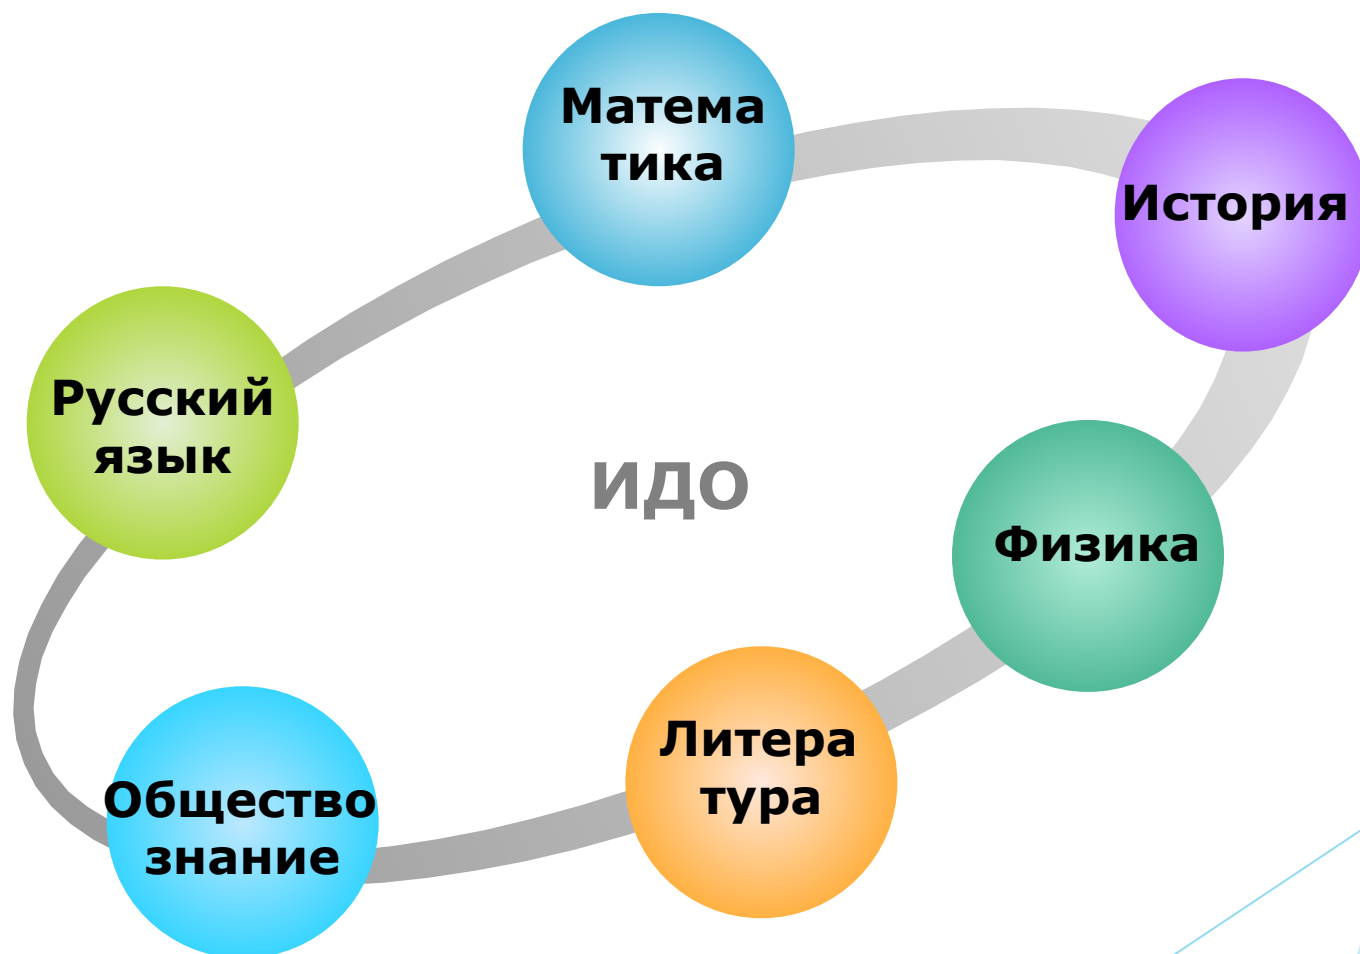 Матема
тика
История
Русский
язык
ИДО
Физика
Литера
тура
Общество
знание